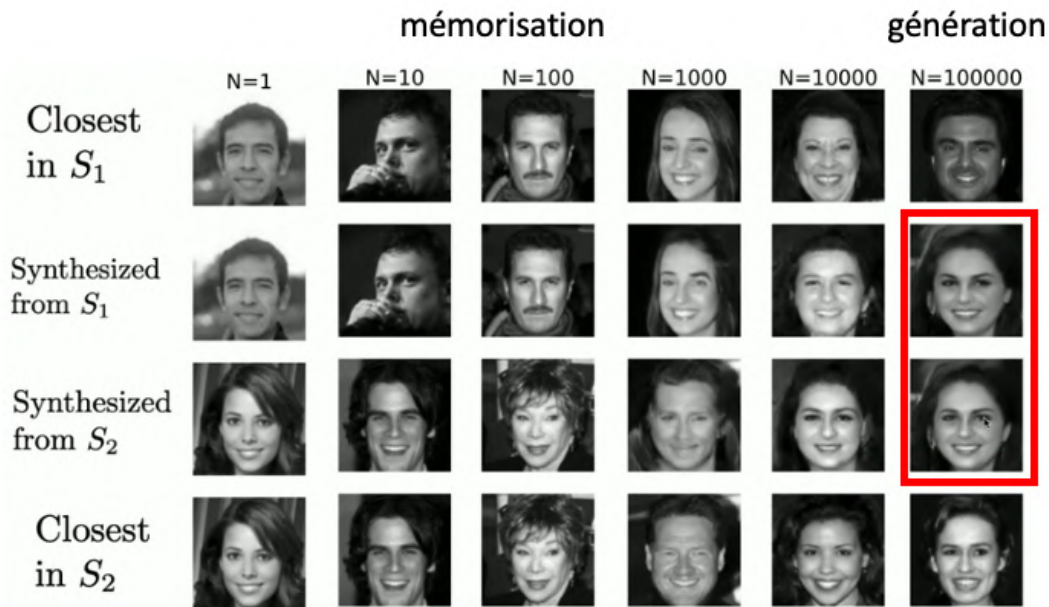 mémorisation
génération
N=1
N=10
N=100
N=1000
N=10000
N=100000
Closest
in S₁
Synthesized
from S₁
Synthesized
from S₂
Closest
in S₂